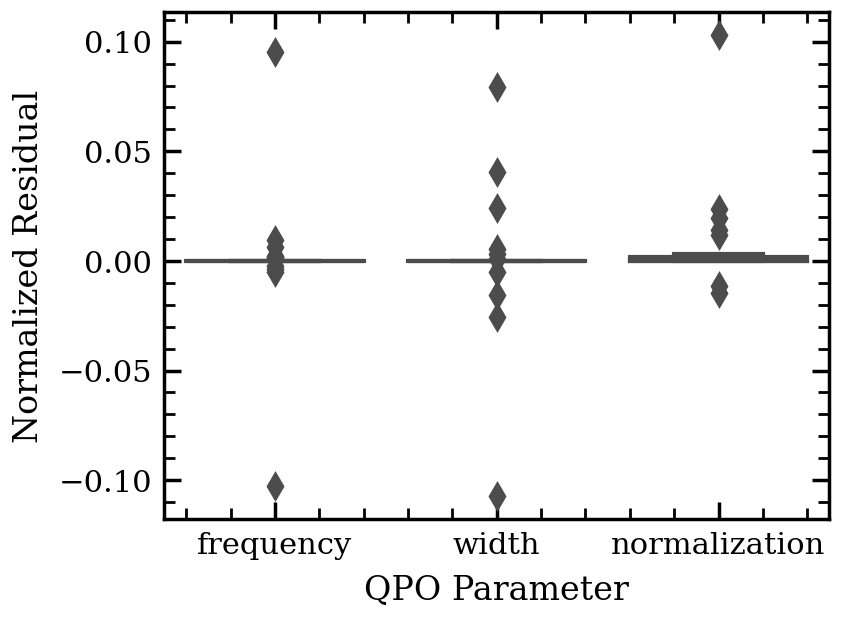 Normalized Residual
0.10
0.05
0.00
−0.05
−0.10
frequency width normalization
QPO Parameter